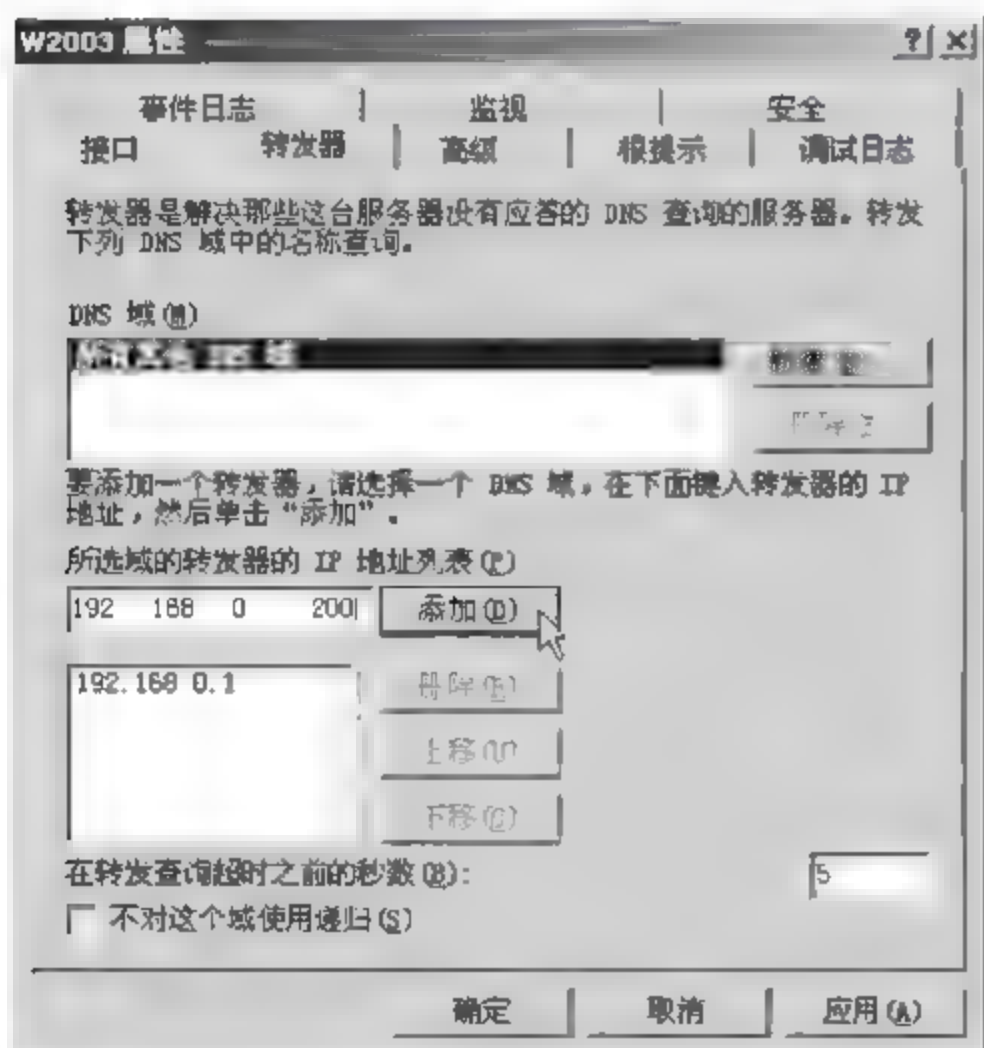 W2003 属性
事件日志 监视 安全
接口 转发器 高级 根提示 调试日志
转发器是解决那些这台服务器没有应答的 DNS 查询的服务器。转发
下列 DNS 域中的名称查询。
DNS 域(M)
所有其他 DNS 域
要添加一个转发器，请选择一个 DNS 域，在下面键入转发器的 IP
地址，然后单击“添加”。
所选域的转发器的 IP 地址列表(P)
192 168 0 200 添加(D)
192.168 0.1 删除(E)
上移(U)
下移(O)
在转发查询超时之前的秒数(B): 5
不对这个域使用递归(S)
确定 取消 应用(A)